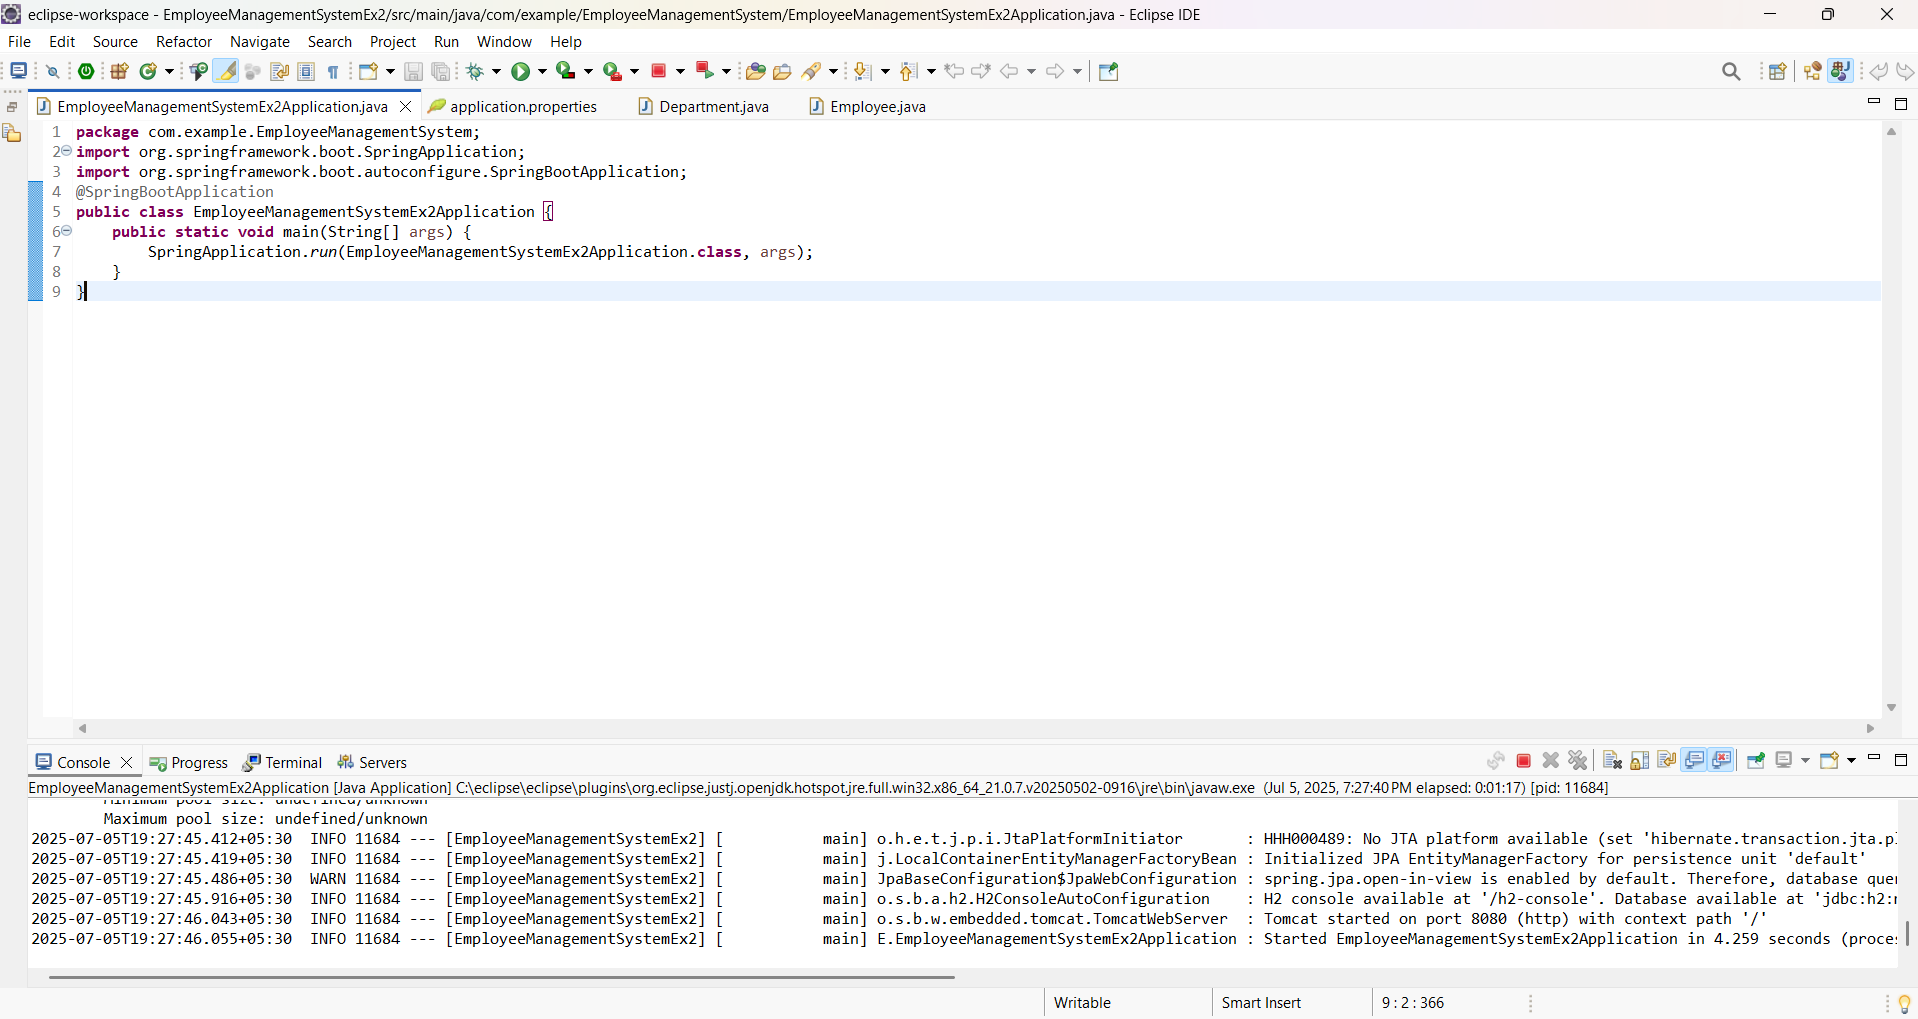 eclipse-workspace - EmployeeManagementSystemEx2/src/main/java/com/example/EmployeeManagementSystem/EmployeeManagementSystemEx2Application.java - Eclipse IDE
File Edit Source Refactor Navigate Search Project Run Window Help
EmployeeManagementSystemEx2Application.java application.properties Department.java Employee.java
1 package com.example.EmployeeManagementSystem;
2 import org.springframework.boot.SpringApplication;
3 import org.springframework.boot.autoconfigure.SpringBootApplication;
4 @SpringBootApplication
5 public class EmployeeManagementSystemEx2Application {
6 public static void main(String[] args) {
7 SpringApplication.run(EmployeeManagementSystemEx2Application.class, args);
8 }
9 }
Console Progress Terminal Servers
EmployeeManagementSystemEx2Application [Java Application] C:\eclipse\eclipse\plugins\org.eclipse.justj.openjdk.hotspot.jre.full.win32.x86_64_21.0.7.v20250502-0916\jre\bin\javaw.exe (Jul 5, 2025, 7:27:40 PM elapsed: 0:01:17) [pid: 11684]
Minimum pool size: undefined/unknown
Maximum pool size: undefined/unknown
2025-07-05T19:27:45.412+05:30 INFO 11684 --- [EmployeeManagementSystemEx2] [ main] o.h.e.t.j.p.i.JtaPlatformInitiator : HHH000489: No JTA platform available (set 'hibernate.transaction.jta.pl
2025-07-05T19:27:45.419+05:30 INFO 11684 --- [EmployeeManagementSystemEx2] [ main] j.LocalContainerEntityManagerFactoryBean : Initialized JPA EntityManagerFactory for persistence unit 'default'
2025-07-05T19:27:45.486+05:30 WARN 11684 --- [EmployeeManagementSystemEx2] [ main] JpaBaseConfiguration$JpaWebConfiguration : spring.jpa.open-in-view is enabled by default. Therefore, database quer
2025-07-05T19:27:45.916+05:30 INFO 11684 --- [EmployeeManagementSystemEx2] [ main] o.s.b.a.h2.H2ConsoleAutoConfiguration : H2 console available at '/h2-console'. Database available at 'jdbc:h2:m
2025-07-05T19:27:46.043+05:30 INFO 11684 --- [EmployeeManagementSystemEx2] [ main] o.s.b.w.embedded.tomcat.TomcatWebServer : Tomcat started on port 8080 (http) with context path '/'
2025-07-05T19:27:46.055+05:30 INFO 11684 --- [EmployeeManagementSystemEx2] [ main] E.EmployeeManagementSystemEx2Application : Started EmployeeManagementSystemEx2Application in 4.259 seconds (proces
Writable Smart Insert 9 : 2 : 366